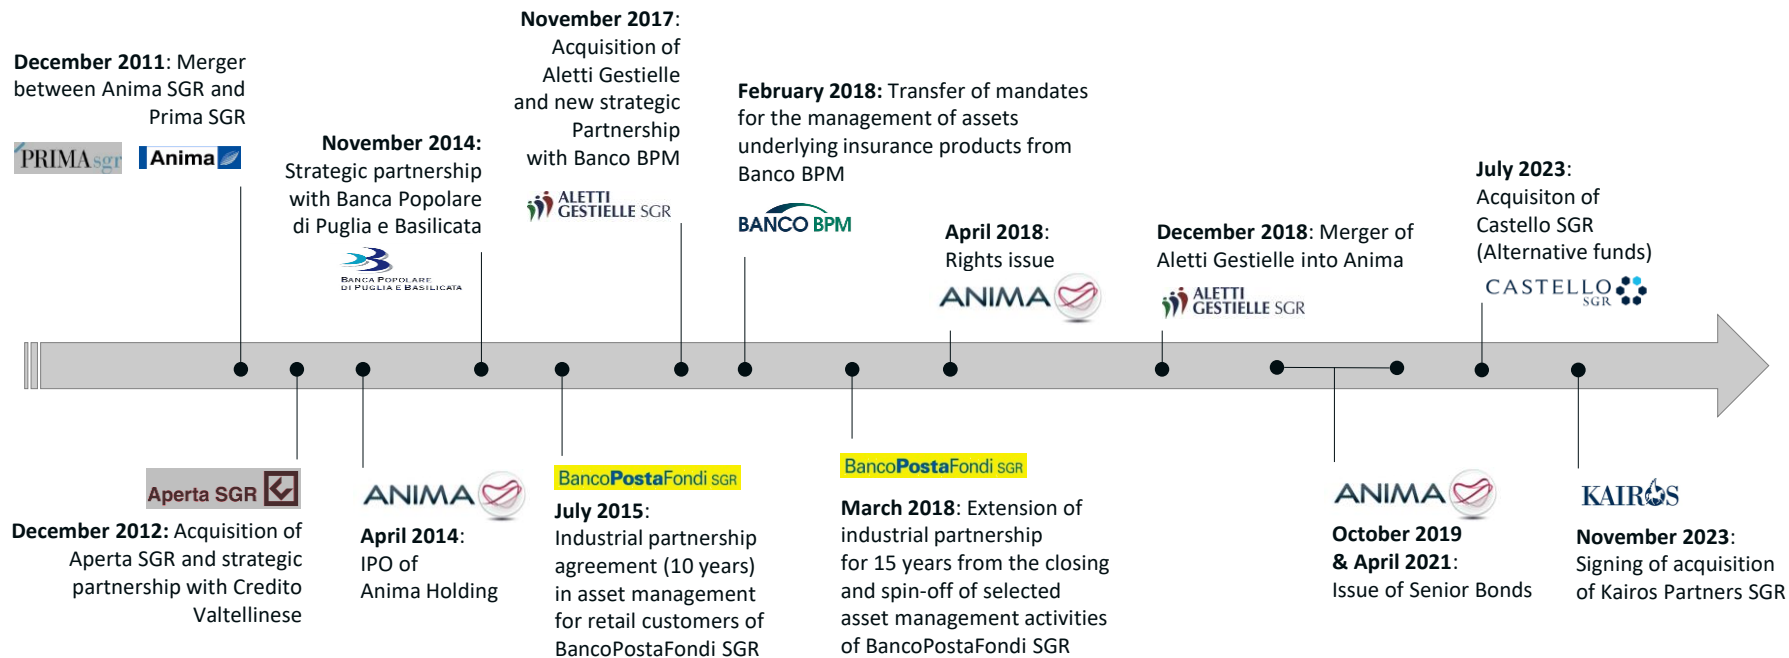 December 2011: Merger
between Anima SGR and
Prima SGR
PRIMA sgr
Anima
November 2014:
Strategic partnership
with Banca Popolare
di Puglia e Basilicata
BANCA POPOLARE
DI PUGLIA E BASILICATA
November 2017:
Acquisition of
Aletti Gestielle
and new strategic
Partnership
with Banco BPM
ALETTI
GESTIELLE SGR
February 2018: Transfer of mandates
for the management of assets
underlying insurance products from
Banco BPM
BANCO BPM
April 2018:
Rights issue
ANIMA
December 2018: Merger of
Aletti Gestielle into Anima
ALETTI
GESTIELLE SGR
July 2023:
Acquisiton of
Castello SGR
(Alternative funds)
CASTELLO
SGR
Aperta SGR
December 2012: Acquisition of
Aperta SGR and strategic
partnership with Credito
Valtellinese
ANIMA
April 2014:
IPO of
Anima Holding
BancoPostaFondi SGR
July 2015:
Industrial partnership
agreement (10 years)
in asset management
for retail customers of
BancoPostaFondi SGR
BancoPostaFondi SGR
March 2018: Extension of
industrial partnership
for 15 years from the closing
and spin-off of selected
asset management activities
of BancoPostaFondi SGR
ANIMA
October 2019
& April 2021:
Issue of Senior Bonds
KAIROS
November 2023:
Signing of acquisition
of Kairos Partners SGR